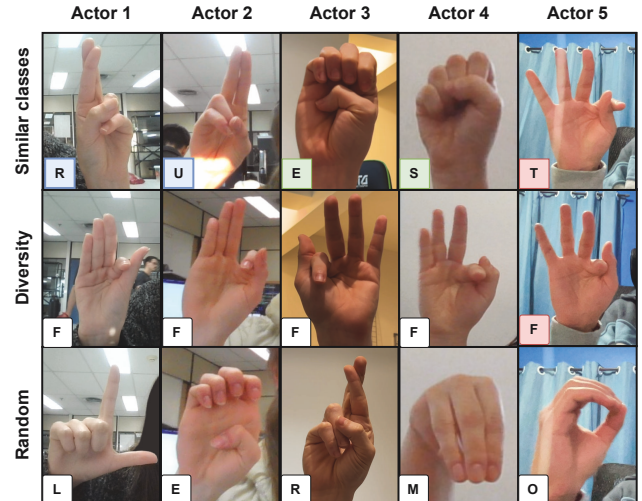 Actor 1 Actor 2 Actor 3 Actor 4 Actor 5
Similar classes
R U E S T
Diversity
F F F F F
Random
L E R M O